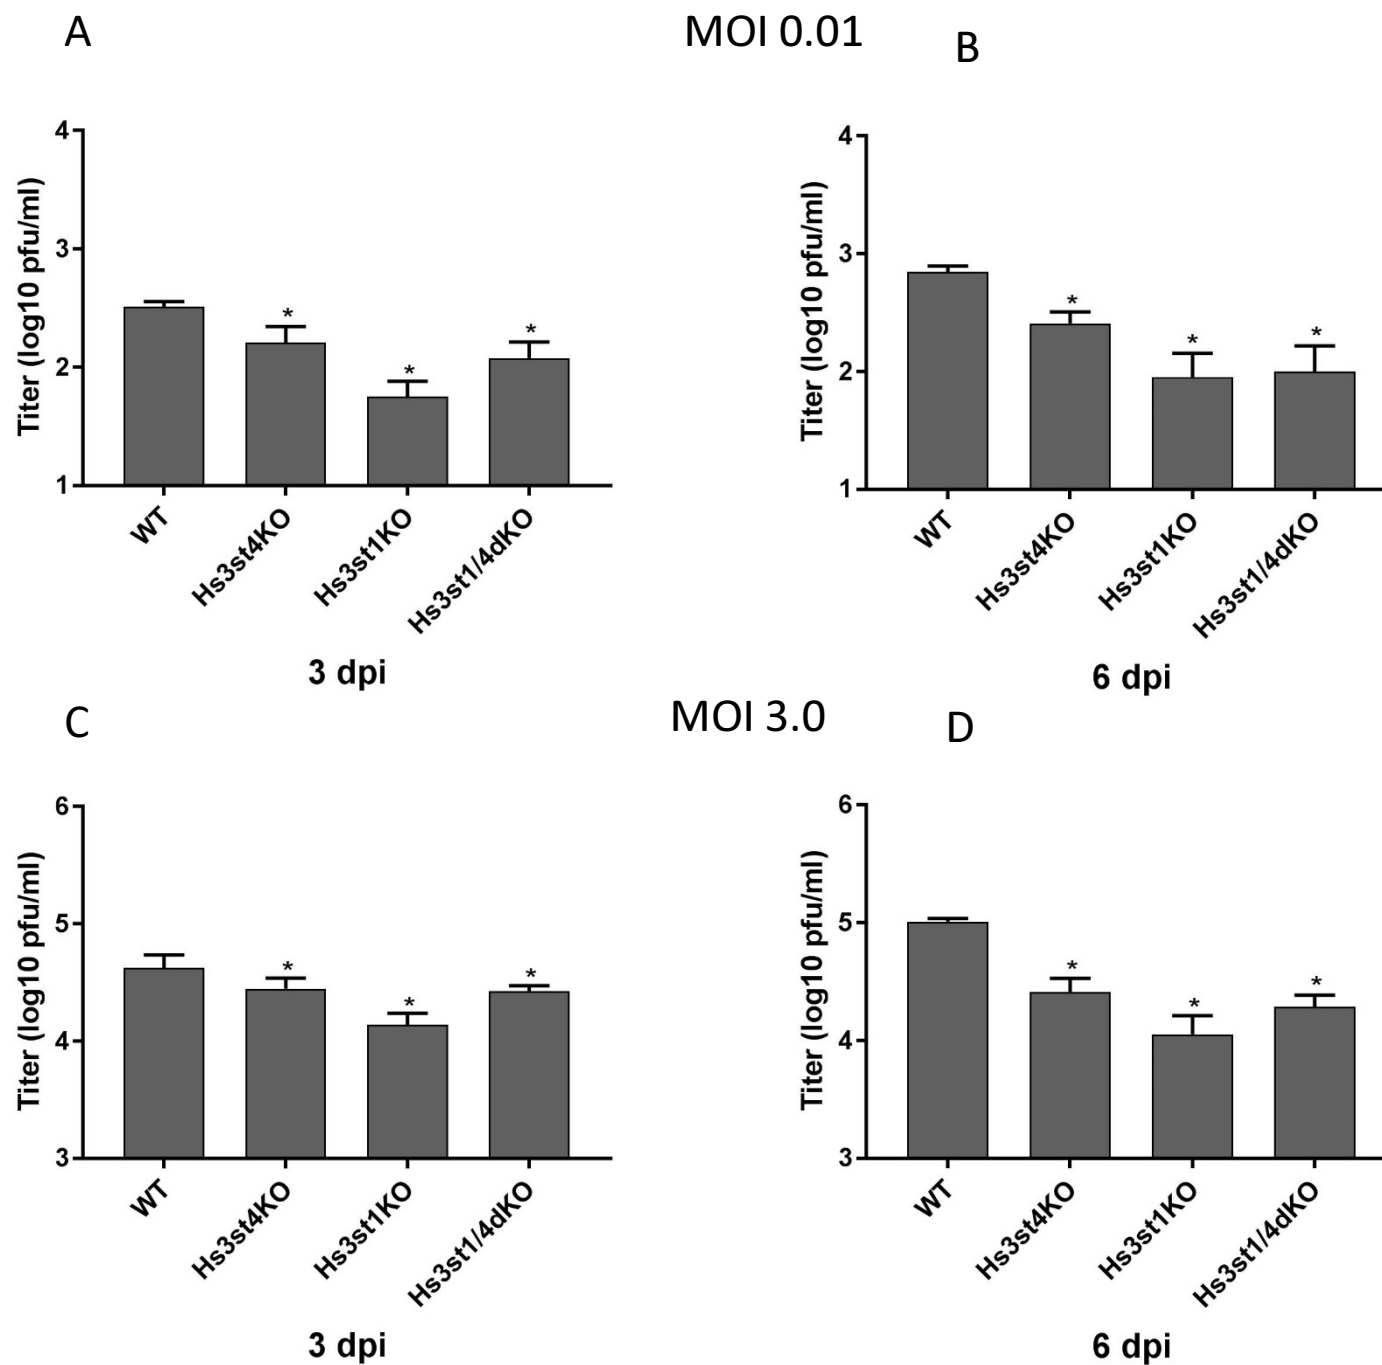 A
MOI 0.01
B
Titer (log10 pfu/ml)
4
3
2
1
*
*
*
WT
Hs3st4KO
Hs3st1KO
Hs3st1/4dKO
3 dpi
Titer (log10 pfu/ml)
4
3
2
1
*
*
*
WT
Hs3st4KO
Hs3st1KO
Hs3st1/4dKO
6 dpi
C
MOI 3.0
D
Titer (log10 pfu/ml)
6
5
4
3
*
*
*
WT
Hs3st4KO
Hs3st1KO
Hs3st1/4dKO
3 dpi
Titer (log10 pfu/ml)
6
5
4
3
*
*
*
WT
Hs3st4KO
Hs3st1KO
Hs3st1/4dKO
6 dpi